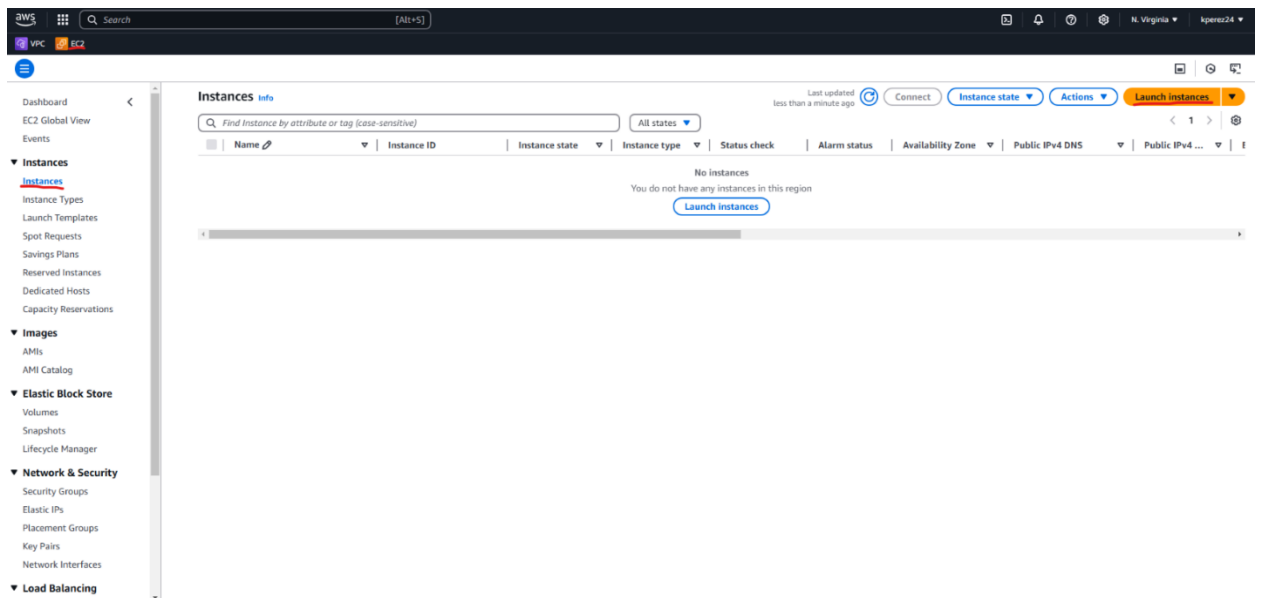 aws
Search
[Alt+S]
N. Virginia
kperez24
VPC
EC2
Dashboard
EC2 Global View
Events
Instances
Instances
Instance Types
Launch Templates
Spot Requests
Savings Plans
Reserved Instances
Dedicated Hosts
Capacity Reservations
Images
AMIs
AMI Catalog
Elastic Block Store
Volumes
Snapshots
Lifecycle Manager
Network & Security
Security Groups
Elastic IPs
Placement Groups
Key Pairs
Network Interfaces
Load Balancing
Instances Info
Last updated
less than a minute ago
Connect
Instance state
Actions
Launch instances
Find Instance by attribute or tag (case-sensitive)
All states
1
Name
Instance ID
Instance state
Instance type
Status check
Alarm status
Availability Zone
Public IPv4 DNS
Public IPv4 ...
No instances
You do not have any instances in this region
Launch instances